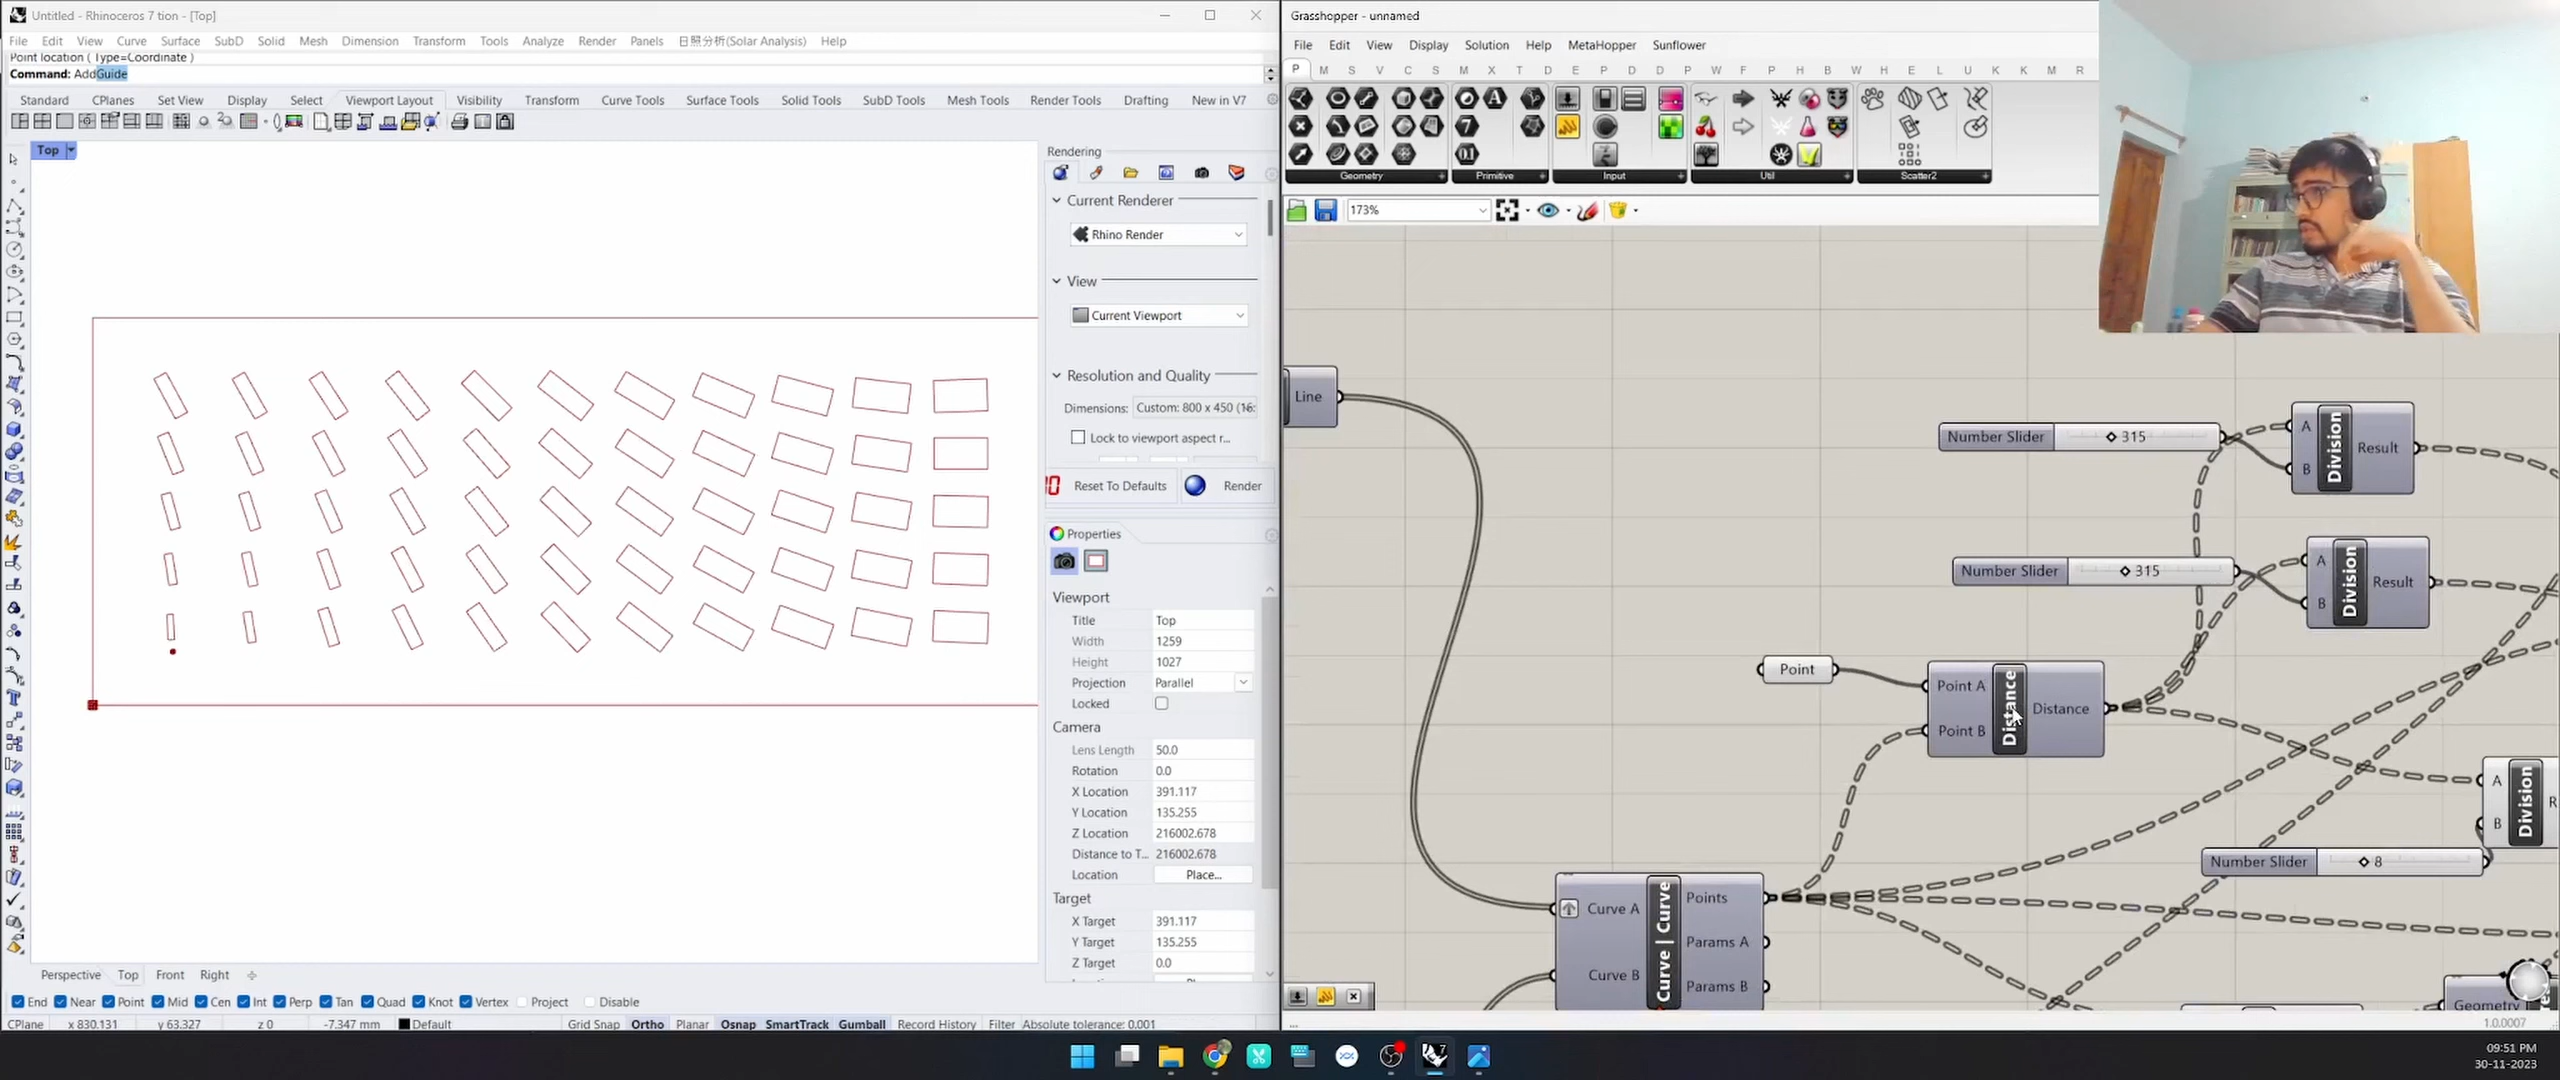 Untitled - Rhinoceros 7 tion - [Top]
File Edit View Curve Surface SubD Solid Mesh Dimension Transform Tools Analyze Render Panels 日照分析(Solar Analysis) Help
Point location ( Type=Coordinate )
Command: AddGuide
Standard CPlanes Set View Display Select Viewport Layout Visibility Transform Curve Tools Surface Tools Solid Tools SubD Tools Mesh Tools Render Tools Drafting New in V7
Top
Rendering
Current Renderer
Rhino Render
View
Current Viewport
Resolution and Quality
Dimensions: Custom: 800 x 450 (16:
Lock to viewport aspect r...
Reset To Defaults Render
Properties
Viewport
Title Top
Width 1259
Height 1027
Projection Parallel
Locked
Camera
Lens Length 50.0
Rotation 0.0
X Location 391.117
Y Location 135.255
Z Location 216002.678
Distance to T... 216002.678
Location Place...
Target
X Target 391.117
Y Target 135.255
Z Target 0.0
Perspective Top Front Right
End Near Point Mid Cen Int Perp Tan Quad Knot Vertex Project Disable
CPlane x 830.131 y 63.327 z 0 -7.347 mm Default Grid Snap Ortho Planar Osnap SmartTrack Gumball Record History Filter Absolute tolerance: 0.001
Grasshopper - unnamed
File Edit View Display Solution Help MetaHopper Sunflower
P M S V C S M X T D E P D D P W F P H B W H E L U K K M R
Geometry Primitive Input Util Scatter2
173%
Line
Number Slider 315
A
B
Division
Result
Number Slider 315
A
B
Division
Result
Point
Point A
Point B
Distance
Distance
A
B
Division
R
Number Slider 8
Curve A
Curve B
Curve | Curve
Points
Params A
Params B
Geometry
1.0.0007
09:51 PM
30-11-2023